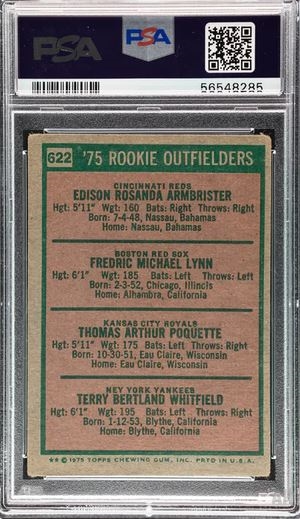 PSA
PSA
56548285
622 '75 ROOKIE OUTFIELDERS
CINCINNATI REDS
EDISON ROSANDA ARMBRISTER
Hgt: 5'11" Wgt: 160 Bats: Right Throws: Right
Born: 7-4-48, Nassau, Bahamas
Home: Nassau, Bahamas
BOSTON RED SOX
FREDRIC MICHAEL LYNN
Hgt: 6'1" Wgt: 185 Bats: Left Throws: Left
Born: 2-3-52, Chicago, Illinois
Home: Alhambra, California
KANSAS CITY ROYALS
THOMAS ARTHUR POQUETTE
Hgt: 5'11" Wgt: 175 Bats: Left Throws: Right
Born: 10-30-51, Eau Claire, Wisconsin
Home: Eau Claire, Wisconsin
NEW YORK YANKEES
TERRY BERTLAND WHITFIELD
Hgt: 6'1" Wgt: 195 Bats: Left Throws: Right
Born: 1-12-53, Blythe, California
Home: Blythe, California
** © 1975 TOPPS CHEWING GUM, INC. PRTD IN U.S.A.